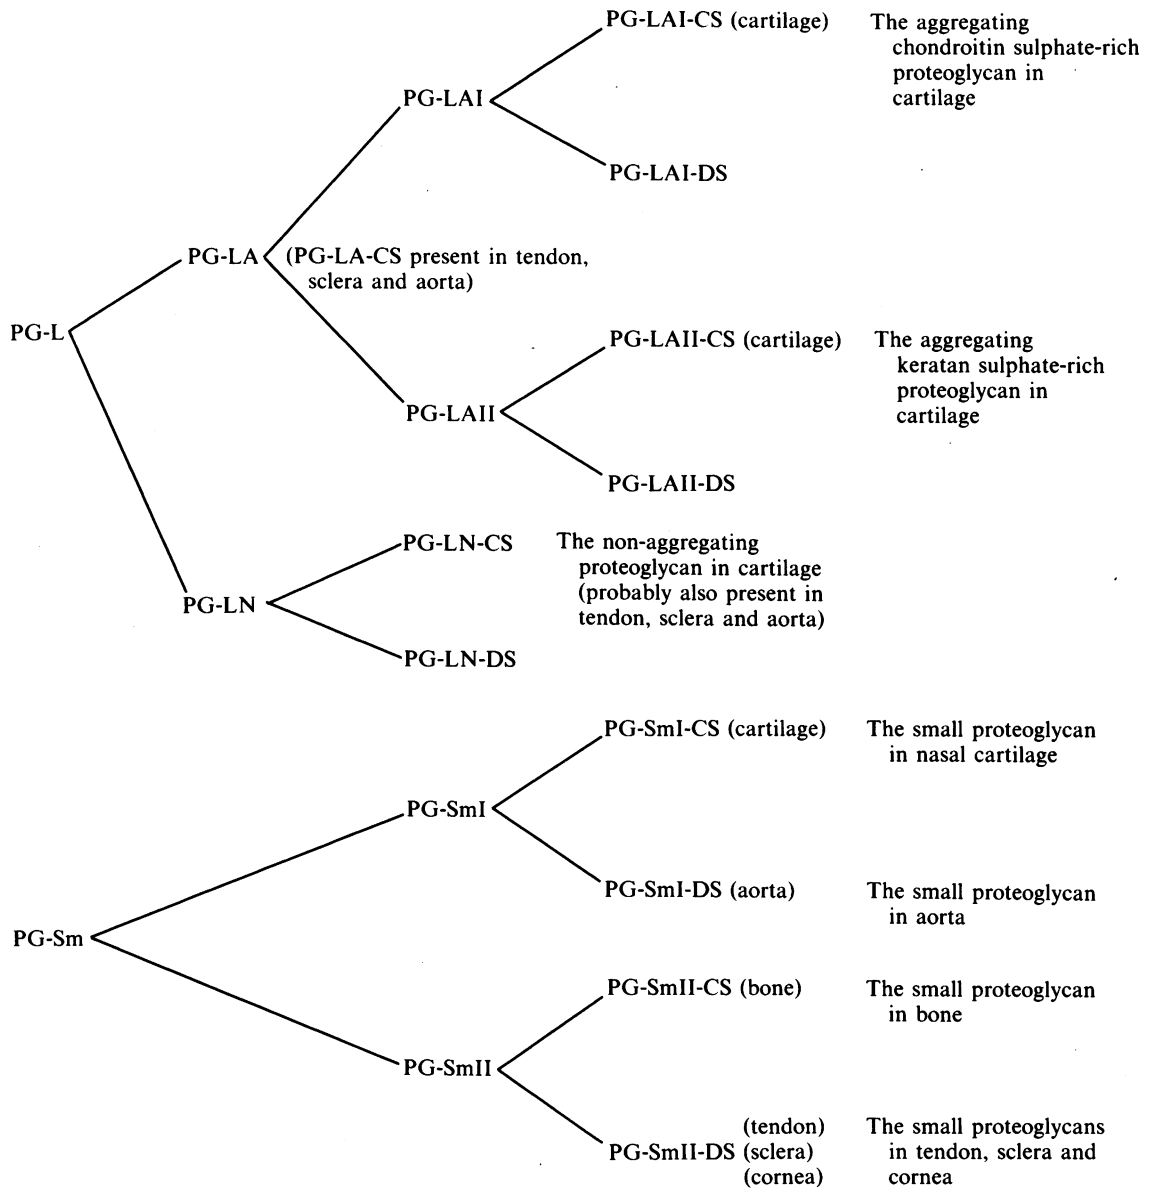 PG-LAI-CS (cartilage) The aggregating
chondroitin sulphate-rich
proteoglycan in
cartilage
PG-LAI
PG-LAI-DS
PG-LA (PG-LA-CS present in tendon,
sclera and aorta)
PG-L
PG-LAII-CS (cartilage) The aggregating
keratan sulphate-rich
proteoglycan in
cartilage
PG-LAII
PG-LAII-DS
PG-LN-CS The non-aggregating
proteoglycan in cartilage
(probably also present in
tendon, sclera and aorta)
PG-LN
PG-LN-DS
PG-SmI-CS (cartilage) The small proteoglycan
in nasal cartilage
PG-SmI
PG-SmI-DS (aorta) The small proteoglycan
in aorta
PG-Sm
PG-SmII-CS (bone) The small proteoglycan
in bone
PG-SmII
(tendon) The small proteoglycans
PG-SmII-DS (sclera) in tendon, sclera and
(cornea) cornea